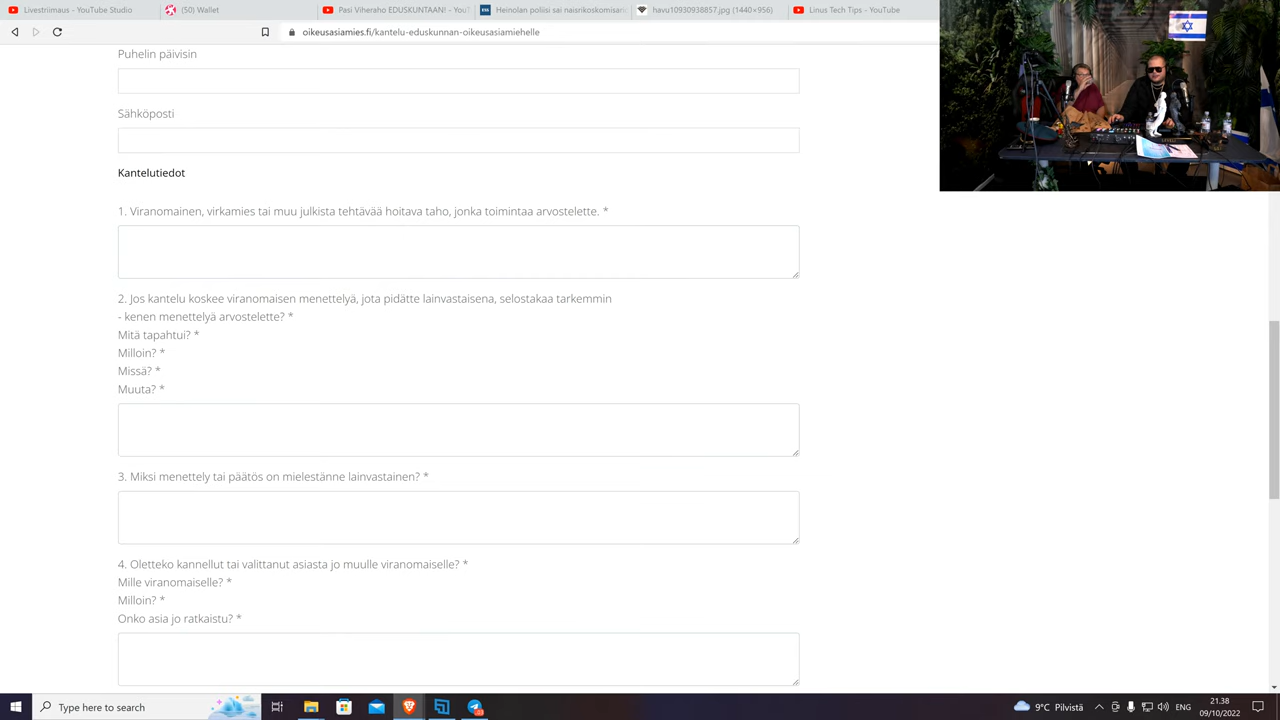 Livestriimaus - YouTube Studio
(50) Wallet
Pasi Viheraho EDUSKUNTAAN! - You
Heinolan poliisi sai naisrikoskomisari
havu10930938857.jpg (1440×956)
Linus Tech Tips - YouTube
oikeusasiamies.fi/kantelu-eduskunnan-oikeusasiamiehelle
Puhelin päivisin
Sähköposti
Kantelutiedot
1. Viranomainen, virkamies tai muu julkista tehtävää hoitava taho, jonka toimintaa arvostelette. *
2. Jos kantelu koskee viranomaisen menettelyä, jota pidätte lainvastaisena, selostakaa tarkemmin
- kenen menettelyä arvostelette? *
Mitä tapahtui? *
Milloin? *
Missä? *
Muuta? *
3. Miksi menettely tai päätös on mielestänne lainvastainen? *
4. Oletteko kannellut tai valittanut asiasta jo muulle viranomaiselle? *
Mille viranomaiselle? *
Milloin? *
Onko asia jo ratkaistu? *
Type here to search
9°C Pilvistä
ENG
21.38
09/10/2022